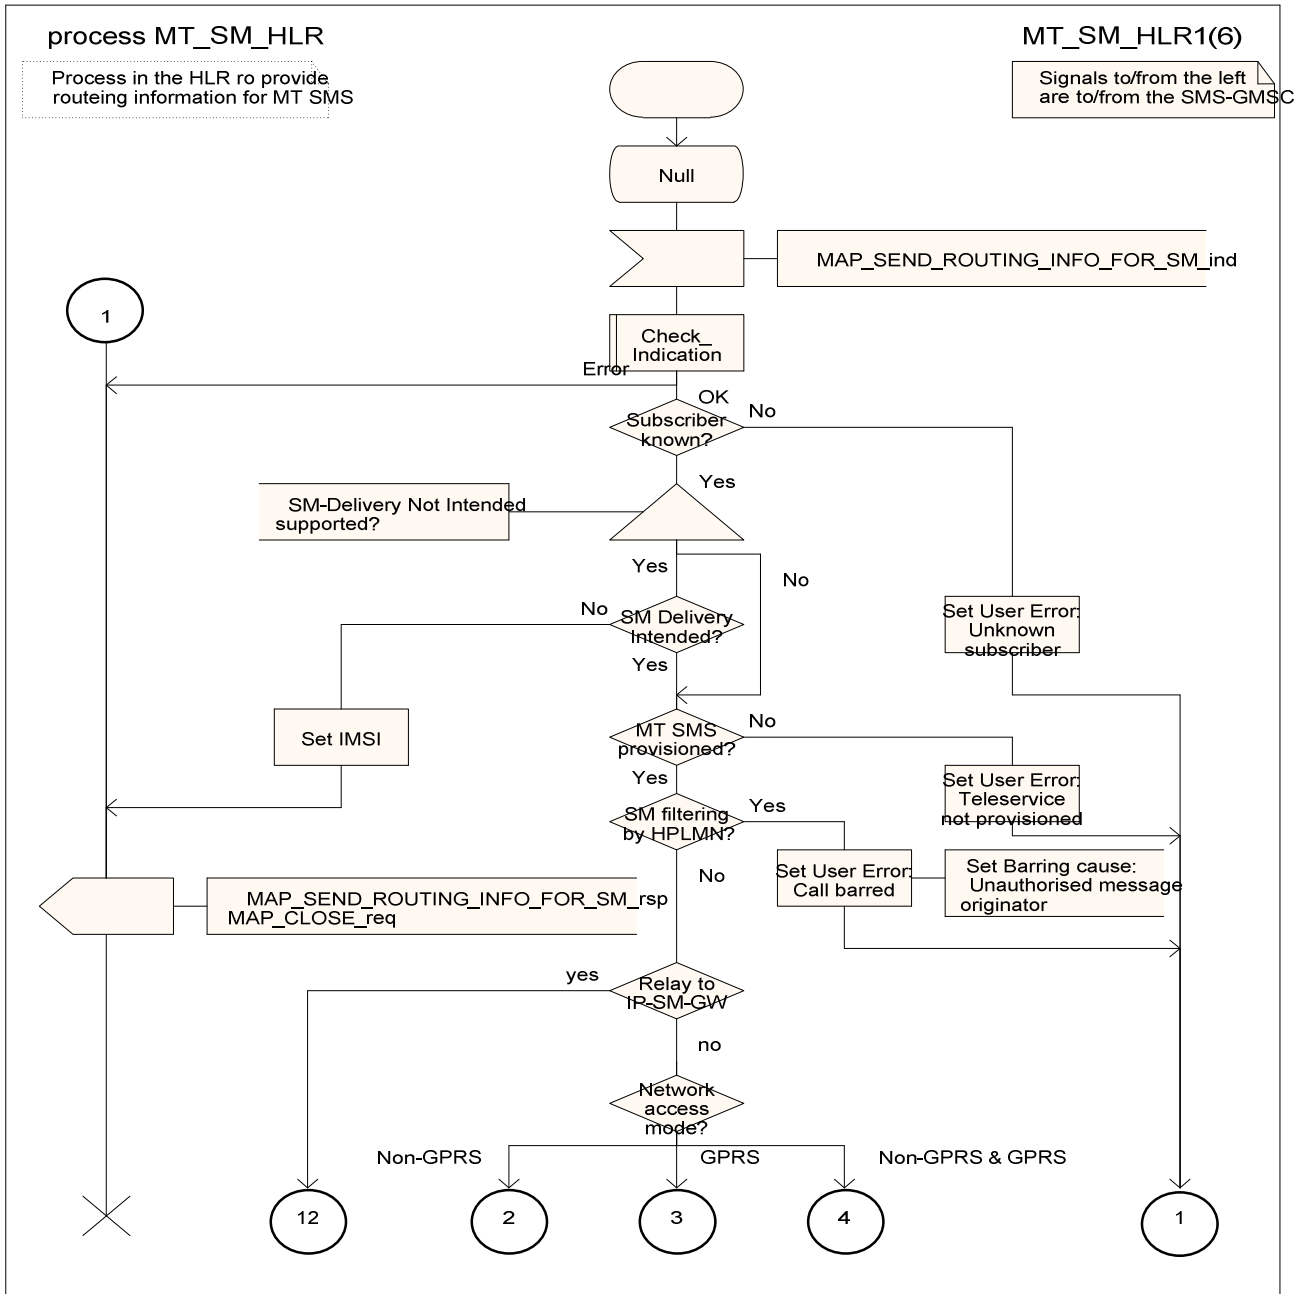 process MT_SM_HLR
MT_SM_HLR1(6)
Process in the HLR ro provide
routeing information for MT SMS
Signals to/from the left
are to/from the SMS-GMSC
Null
MAP_SEND_ROUTING_INFO_FOR_SM_ind
1
Check_
Indication
Error
OK
No
Subscriber
known?
Yes
SM-Delivery Not Intended
supported?
Yes
No
No
SM Delivery
Intended?
Set User Error:
Unknown
subscriber
Yes
No
MT SMS
provisioned?
Set IMSI
Yes
Set User Error:
Teleservice
not provisioned
SM filtering
by HPLMN?
Yes
No
Set User Error:
Call barred
Set Barring cause:
Unauthorised message
originator
MAP_SEND_ROUTING_INFO_FOR_SM_rsp
MAP_CLOSE_req
yes
Relay to
IP-SM-GW
no
Network
access
mode?
Non-GPRS
GPRS
Non-GPRS & GPRS
12
2
3
4
1